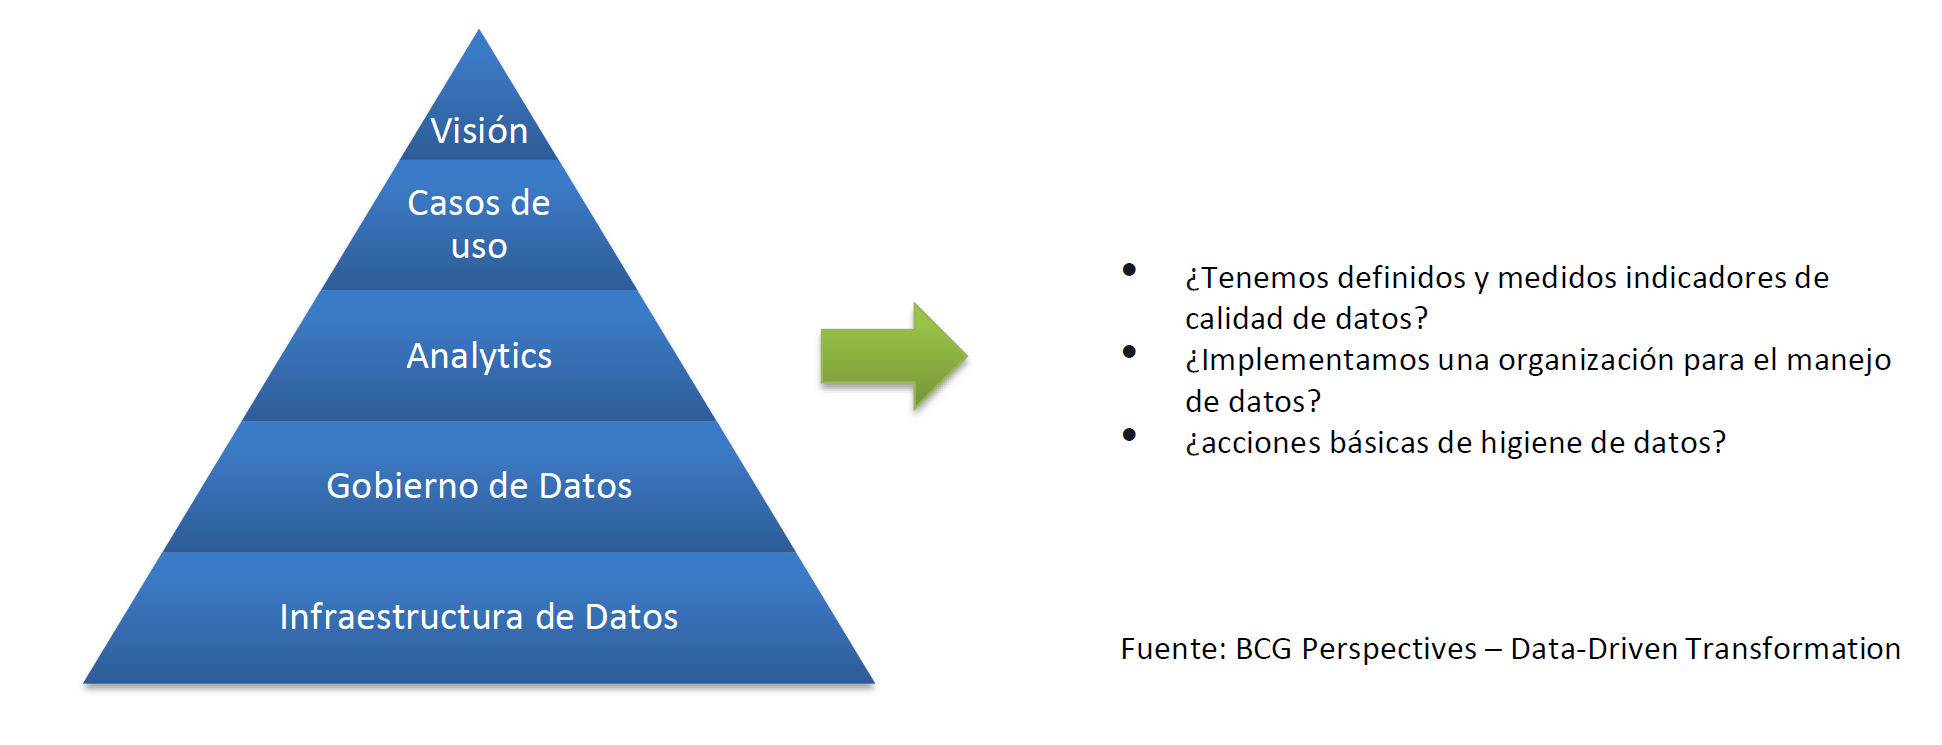 Visión
Casos de
uso
Analytics
Gobierno de Datos
Infraestructura de Datos
• ¿Tenemos definidos y medidos indicadores de
calidad de datos?
• ¿Implementamos una organización para el manejo
de datos?
• ¿acciones básicas de higiene de datos?
Fuente: BCG Perspectives – Data-Driven Transformation